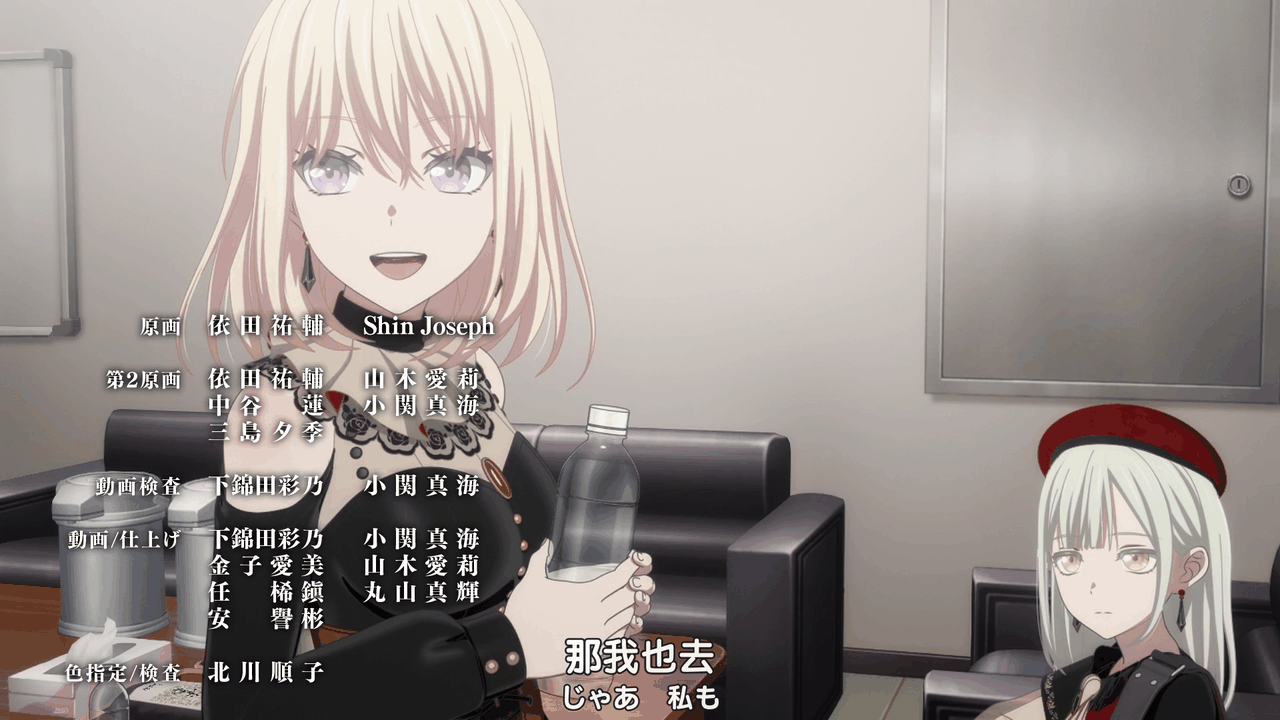 原画 依田祐輔 Shin Joseph
第2原画 依田祐輔 山木愛莉
中谷 蓮 小関真海
三島夕季
動画検査 下錦田彩乃 小関真海
動画/仕上げ 下錦田彩乃 小関真海
金子愛美 山木愛莉
任 稀鎭 丸山真輝
安 譽彬
色指定/検査 北川順子
那我也去
じゃあ 私も